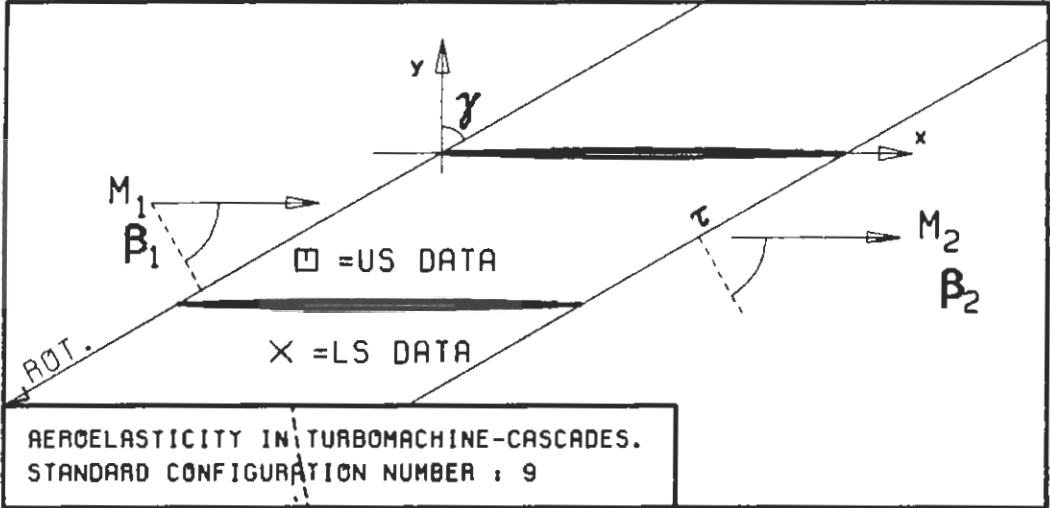 y
γ
x
M₁
β₁
τ
M₂
β₂
□ =US DATA
× =LS DATA
ROT.
AEROELASTICITY IN TURBOMACHINE-CASCADES.
STANDARD CONFIGURATION NUMBER : 9